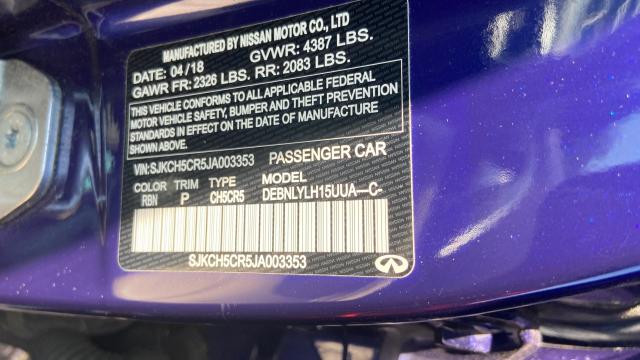 MANUFACTURED BY NISSAN MOTOR CO., LTD
DATE: 04/18 GVWR: 4387 LBS.
GAWR FR: 2326 LBS. RR: 2083 LBS.
THIS VEHICLE CONFORMS TO ALL APPLICABLE FEDERAL
MOTOR VEHICLE SAFETY, BUMPER AND THEFT PREVENTION
STANDARDS IN EFFECT ON THE DATE OF MANUFACTURE
SHOWN ABOVE.
VIN: SJKCH5CR5JA003353 PASSENGER CAR
COLOR TRIM TYPE MODEL
RBN P CH5CR5 DEBNLYLH15UUA--C-
SJKCH5CR5JA003353